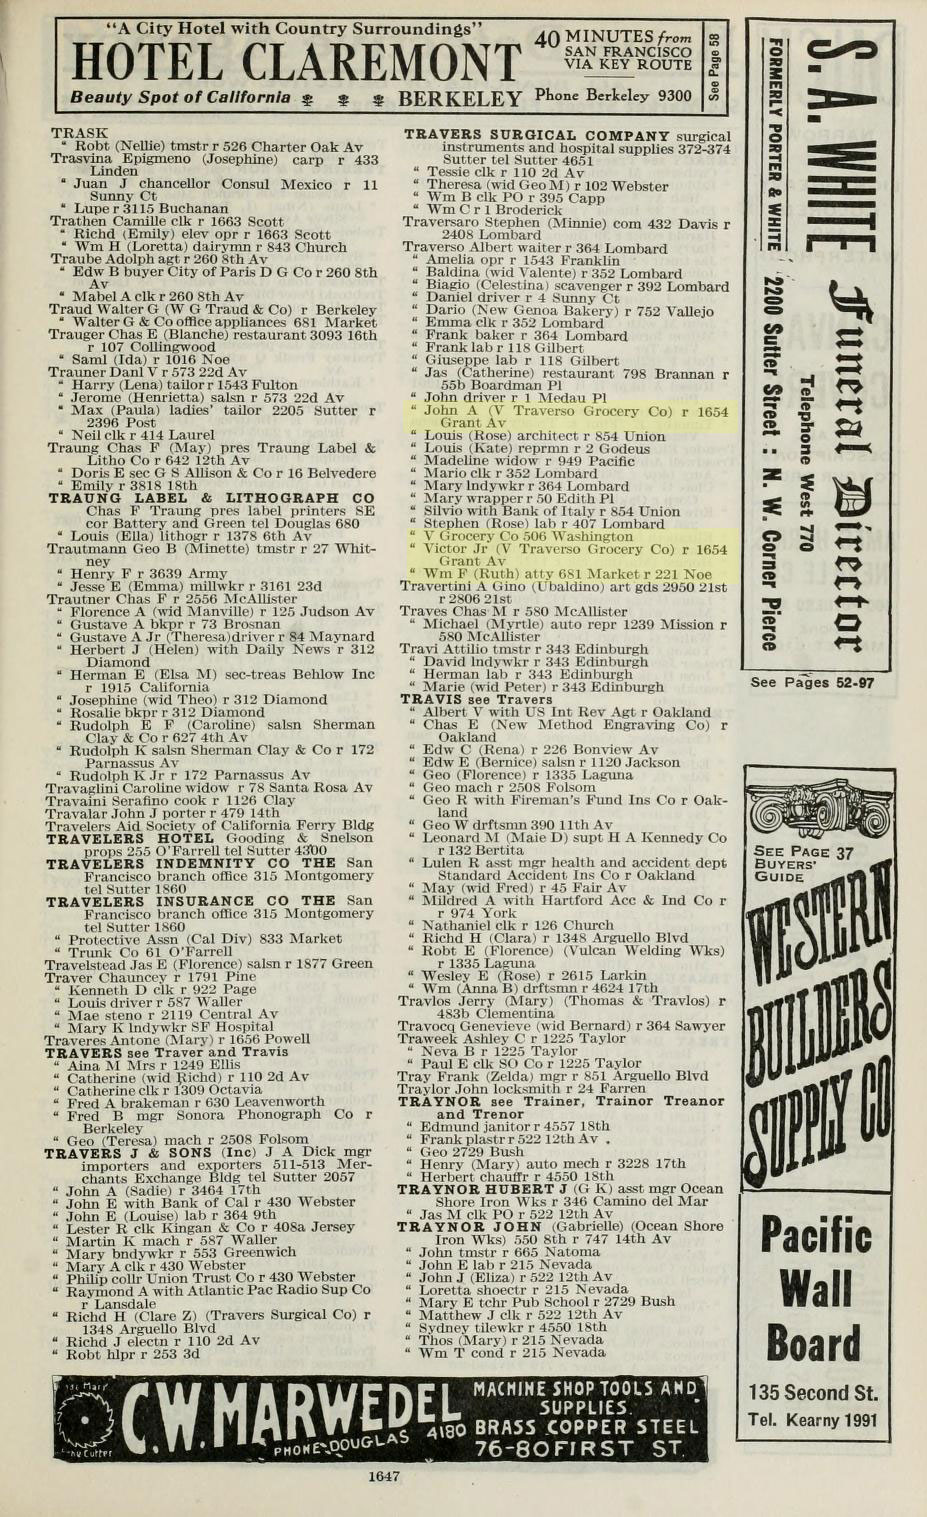 "A City Hotel with Country Surroundings"
HOTEL CLAREMONT
Beauty Spot of California
BERKELEY
40 MINUTES from
SAN FRANCISCO
VIA KEY ROUTE
Phone Berkeley 9300
See Page 58
TRASK
" Robt (Nellie) tmstr r 526 Charter Oak Av
Trasvina Epigmeno (Josephine) carp r 433
Linden
" Juan J chancellor Consul Mexico r 11
Sunny Ct
" Lupe r 3115 Buchanan
Trathen Camille clk r 1663 Scott
" Richd (Emily) elev opr r 1663 Scott
" Wm H (Loretta) dairymn r 843 Church
Traube Adolph agt r 260 8th Av
" Edw B buyer City of Paris D G Co r 260 8th
Av
" Mabel A clk r 260 8th Av
Traud Walter G (W G Traud & Co) r Berkeley
" Walter G & Co office appliances 681 Market
Trauger Chas E (Blanche) restaurant 3093 16th
r 107 Collingwood
" Saml (Ida) r 1016 Noe
Trauner Danl V r 573 22d Av
" Harry (Lena) tailor r 1543 Fulton
" Jerome (Henrietta) salsn r 573 22d Av
" Max (Paula) ladies' tailor 2205 Sutter r
2396 Post
" Neil clk r 414 Laurel
Traung Chas F (May) pres Traung Label &
Litho Co r 642 12th Av
" Doris E sec G S Allison & Co r 16 Belvedere
" Emily r 3818 18th
TRAUNG LABEL & LITHOGRAPH CO
Chas F Traung pres label printers SE
cor Battery and Green tel Douglas 680
" Louis (Ella) lithogr r 1378 6th Av
Trautmann Geo B (Minette) tmstr r 27 Whit-
ney
" Henry F r 3639 Army
" Jesse E (Emma) millwkr r 3161 23d
Trautner Chas F r 2556 McAllister
" Florence A (wid Manville) r 125 Judson Av
" Gustave A bkpr r 73 Brosnan
" Gustave A Jr (Theresa) driver r 84 Maynard
" Herbert J (Helen) with Daily News r 312
Diamond
" Herman E (Elsa M) sec-treas Behlow Inc
r 1915 California
" Josephine (wid Theo) r 312 Diamond
" Rosalie bkpr r 312 Diamond
" Rudolph E F (Caroline) salsn Sherman
Clay & Co r 627 4th Av
" Rudolph K salsn Sherman Clay & Co r 172
Parnassus Av
" Rudolph K Jr r 172 Parnassus Av
Travaglini Caroline widow r 78 Santa Rosa Av
Travaini Serafino cook r 1126 Clay
Travalar John J porter r 479 14th
Travelers Aid Society of California Ferry Bldg
TRAVELERS HOTEL Gooding & Snelson
props 255 O'Farrell tel Sutter 4300
TRAVELERS INDEMNITY CO THE San
Francisco branch office 315 Montgomery
tel Sutter 1860
TRAVELERS INSURANCE CO THE San
Francisco branch office 315 Montgomery
tel Sutter 1860
" Protective Assn (Cal Div) 833 Market
" Trunk Co 61 O'Farrell
Travelstead Jas E (Florence) salsn r 1877 Green
Traver Chauncey r 1791 Pine
" Kenneth D clk r 922 Page
" Louis driver r 587 Waller
" Mae steno r 2119 Central Av
" Mary K lndywkr SF Hospital
Traveres Antone (Mary) r 1656 Powell
TRAVERS see Traver and Travis
" Aina M Mrs r 1249 Ellis
" Catherine (wid Richd) r 110 2d Av
" Catherine clk r 1309 Octavia
" Fred A brakeman r 630 Leavenworth
" Fred B mgr Sonora Phonograph Co r
Berkeley
" Geo (Teresa) mach r 2508 Folsom
TRAVERS J & SONS (Inc) J A Dick mgr
importers and exporters 511-513 Mer-
chants Exchange Bldg tel Sutter 2057
" John A (Sadie) r 3464 17th
" John E with Bank of Cal r 430 Webster
" John E (Louise) lab r 364 9th
" Lester R clk Kingan & Co r 408a Jersey
" Martin K mach r 587 Waller
" Mary bndywkr r 553 Greenwich
" Mary A clk r 430 Webster
" Philip collr Union Trust Co r 430 Webster
" Raymond A with Atlantic Pac Radio Sup Co
r Lansdale
" Richd H (Clare Z) (Travers Surgical Co) r
1348 Arguello Blvd
" Richd J electn r 110 2d Av
" Robt hlpr r 253 3d
TRAVERS SURGICAL COMPANY surgical
instruments and hospital supplies 372-374
Sutter tel Sutter 4651
" Tessie clk r 110 2d Av
" Theresa (wid Geo M) r 102 Webster
" Wm B clk PO r 395 Capp
" Wm C r 1 Broderick
Traversaro Stephen (Minnie) com 432 Davis r
2408 Lombard
Traverso Albert waiter r 364 Lombard
" Amelia opr r 1543 Franklin
" Baldina (wid Valente) r 352 Lombard
" Biagio (Celestina) scavenger r 392 Lombard
" Daniel driver r 4 Sunny Ct
" Dario (New Genoa Bakery) r 752 Vallejo
" Emma clk r 352 Lombard
" Frank baker r 364 Lombard
" Frank lab r 118 Gilbert
" Giuseppe lab r 118 Gilbert
" Jas (Catherine) restaurant 798 Brannan r
55b Boardman Pl
" John driver r 1 Medau Pl
" John A (V Traverso Grocery Co) r 1654
Grant Av
" Louis (Rose) architect r 854 Union
" Louis (Kate) reprmn r 2 Godeus
" Madeline widow r 949 Pacific
" Mario clk r 352 Lombard
" Mary lndywkr r 364 Lombard
" Mary wrapper r 50 Edith Pl
" Silvio with Bank of Italy r 854 Union
" Stephen (Rose) lab r 407 Lombard
" V Grocery Co 506 Washington
" Victor Jr (V Traverso Grocery Co) r 1654
Grant Av
" Wm F (Ruth) atty 681 Market r 221 Noe
Travertini A Gino (Ubaldino) art gds 2950 21st
r 2806 21st
Traves Chas M r 580 McAllister
" Michael (Myrtle) auto repr 1239 Mission r
580 McAllister
Travi Attilio tmstr r 343 Edinburgh
" David lndywkr r 343 Edinburgh
" Herman lab r 343 Edinburgh
" Marie (wid Peter) r 343 Edinburgh
TRAVIS see Travers
" Albert V with US Int Rev Agt r Oakland
" Chas E (New Method Engraving Co) r
Oakland
" Edw C (Rena) r 226 Bonview Av
" Edw E (Bernice) salsn r 1120 Jackson
" Geo (Florence) r 1335 Laguna
" Geo mach r 2508 Folsom
" Geo R with Fireman's Fund Ins Co r Oak-
land
" Geo W drftsmn 390 11th Av
" Leonard M (Maie D) supt H A Kennedy Co
r 132 Bertita
" Lulen R asst mgr health and accident dept
Standard Accident Ins Co r Oakland
" May (wid Fred) r 45 Fair Av
" Mildred A with Hartford Acc & Ind Co r
r 974 York
" Nathaniel clk r 126 Church
" Richd H (Clara) r 1348 Arguello Blvd
" Robt E (Florence) (Vulcan Welding Wks)
r 1335 Laguna
" Wesley E (Rose) r 2615 Larkin
" Wm (Anna B) drftsmn r 4624 17th
Travlos Jerry (Mary) (Thomas & Travlos) r
483b Clementina
Travocq Genevieve (wid Bernard) r 364 Sawyer
Traweek Ashley C r 1225 Taylor
" Neva B r 1225 Taylor
" Paul E clk SO Co r 1225 Taylor
Tray Frank (Zelda) mgr r 851 Arguello Blvd
Traylor John locksmith r 24 Farren
TRAYNOR see Trainer, Trainor Treanor
and Trenor
" Edmund janitor r 4557 18th
" Frank plastr r 522 12th Av
" Geo 2729 Bush
" Henry (Mary) auto mech r 3228 17th
" Herbert chauffr r 4550 18th
TRAYNOR HUBERT J (G K) asst mgr Ocean
Shore Iron Wks r 346 Camino del Mar
" Jas M clk PO r 522 12th Av
TRAYNOR JOHN (Gabrielle) (Ocean Shore
Iron Wks) 550 8th r 747 14th Av
" John tmstr r 665 Natoma
" John E lab r 215 Nevada
" John J (Eliza) r 522 12th Av
" Loretta shoectr r 215 Nevada
" Mary E tchr Pub School r 2729 Bush
" Matthew J clk r 522 12th Av
" Sydney tilewkr r 4550 18th
" Thos (Mary) r 215 Nevada
" Wm T cond r 215 Nevada
S. A. WHITE Funeral Director
FORMERLY PORTER & WHITE
Telephone West 770
2200 Sutter Street : N. W. Corner Pierce
See Pages 52-97
SEE PAGE 37
BUYERS'
GUIDE
WESTERN
BUILDERS
SUPPLY CO
Pacific
Wall
Board
135 Second St.
Tel. Kearny 1991
C.W. MARWEDEL
PHONE-DOUGLAS 4180
MACHINE SHOP TOOLS AND
SUPPLIES.
BRASS COPPER STEEL
76-80 FIRST ST.
1647